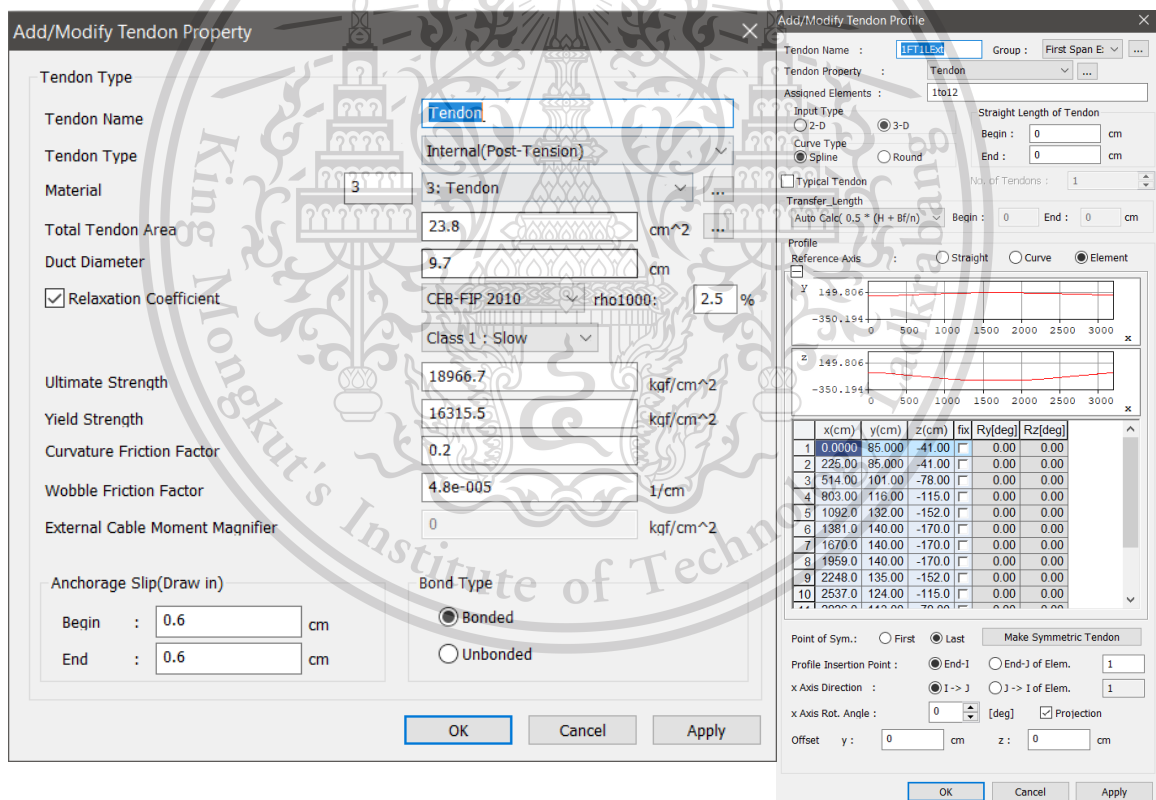 Add/Modify Tendon Property
Tendon Type
Tendon Name Tendon
Tendon Type Internal(Post-Tension)
Material 3 3: Tendon ...
Total Tendon Area 23.8 cm^2 ...
Duct Diameter 9.7 cm
Relaxation Coefficient CEB-FIP 2010 rho1000: 2.5 %
Class 1 : Slow
Ultimate Strength 18966.7 kgf/cm^2
Yield Strength 16315.5 kgf/cm^2
Curvature Friction Factor 0.2
Wobble Friction Factor 4.8e-005 1/cm
External Cable Moment Magnifier 0 kgf/cm^2
Anchorage Slip(Draw in)
Begin : 0.6 cm
End : 0.6 cm
Bond Type
Bonded
Unbonded
OK Cancel Apply
Add/Modify Tendon Profile
Tendon Name : 1FT1LExt Group : First Span E: ...
Tendon Property : Tendon ...
Assigned Elements : 1to12
Input Type
2-D 3-D
Curve Type
Spline Round
Straight Length of Tendon
Begin : 0 cm
End : 0 cm
Typical Tendon No. of Tendons : 1
Transfer_Length
Auto Calc( 0.5 * (H + Bf/n) Begin : 0 End : 0 cm
Profile
Reference Axis : Straight Curve Element
y 149.806
-350.194
0 500 1000 1500 2000 2500 3000
x
z 149.806
-350.194
0 500 1000 1500 2000 2500 3000
x
x(cm) y(cm) z(cm) fix Ry[deg] Rz[deg]
1 0.0000 85.000 -41.00 0.00 0.00
2 225.00 85.000 -41.00 0.00 0.00
3 514.00 101.00 -78.00 0.00 0.00
4 803.00 116.00 -115.0 0.00 0.00
5 1092.0 132.00 -152.0 0.00 0.00
6 1381.0 140.00 -170.0 0.00 0.00
7 1670.0 140.00 -170.0 0.00 0.00
8 1959.0 140.00 -170.0 0.00 0.00
9 2248.0 135.00 -152.0 0.00 0.00
10 2537.0 124.00 -115.0 0.00 0.00
Point of Sym.: First Last Make Symmetric Tendon
Profile Insertion Point : End-I End-J of Elem. 1
x Axis Direction : I -> J J -> I of Elem. 1
x Axis Rot. Angle : 0 [deg] Projection
Offset y : 0 cm z : 0 cm
OK Cancel Apply
King Mongkut's Institute of Technology Ladkrabang